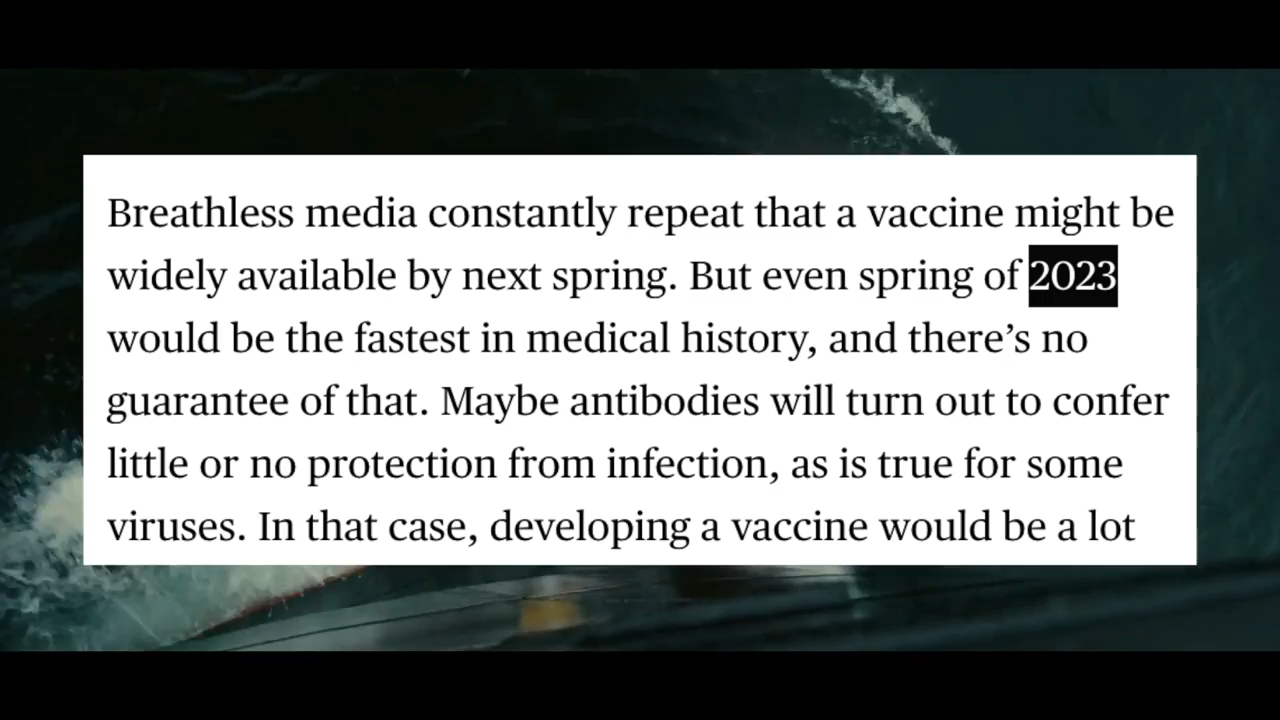 Breathless media constantly repeat that a vaccine might be
widely available by next spring. But even spring of 2023
would be the fastest in medical history, and there’s no
guarantee of that. Maybe antibodies will turn out to confer
little or no protection from infection, as is true for some
viruses. In that case, developing a vaccine would be a lot